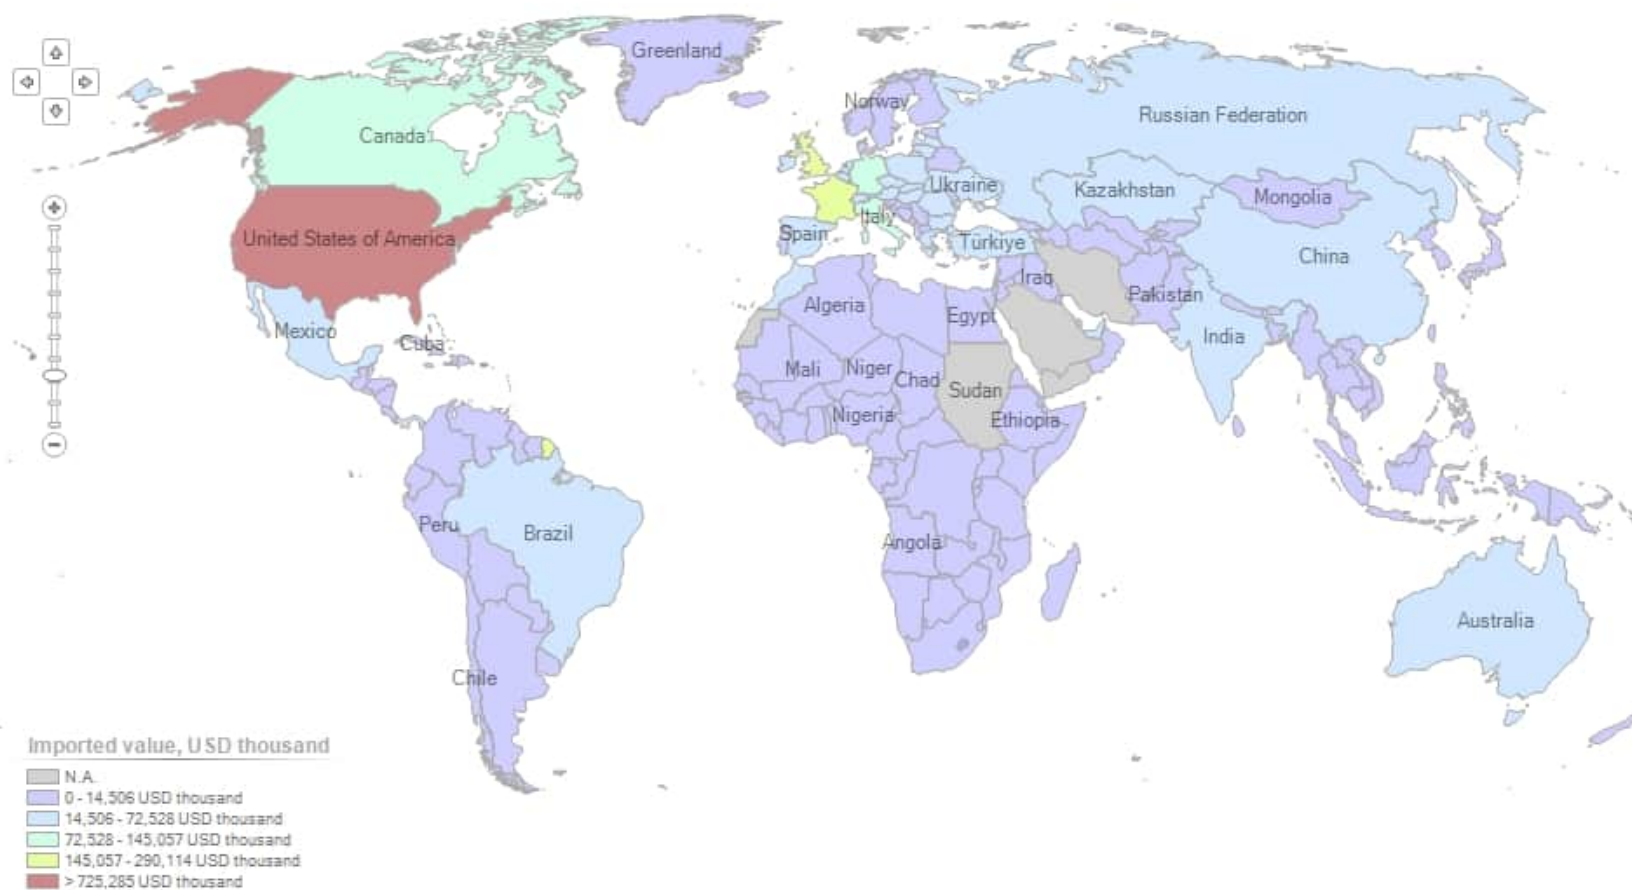 Greenland
Norway
Russian Federation
Canada
Ukraine
Kazakhstan
Mongolia
Italy
United States of America
Spain
Türkiye
China
Iraq
Algeria
Pakistan
Egypt
Mexico
India
Cuba
Mali
Niger
Chad
Sudan
Nigeria
Ethiopia
Peru
Brazil
Angola
Australia
Chile
Imported value, USD thousand
N.A.
0 - 14,506 USD thousand
14,506 - 72,528 USD thousand
72,528 - 145,057 USD thousand
145,057 - 290,114 USD thousand
> 725,285 USD thousand